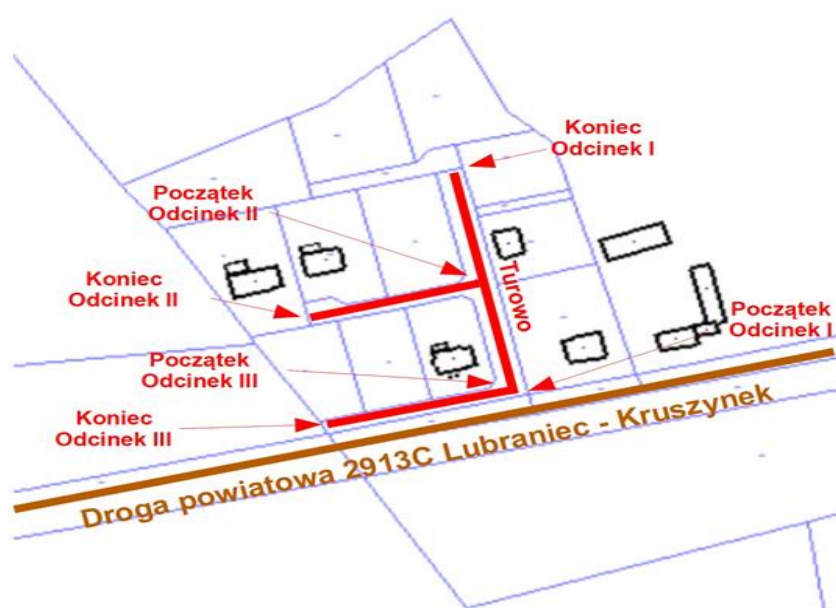 Koniec
Odcinek I
Początek
Odcinek II
Koniec
Odcinek II
Turowo
Początek
Odcinek I
Początek
Odcinek III
Koniec
Odcinek III
Droga powiatowa 2913C Lubraniec - Kruszynek